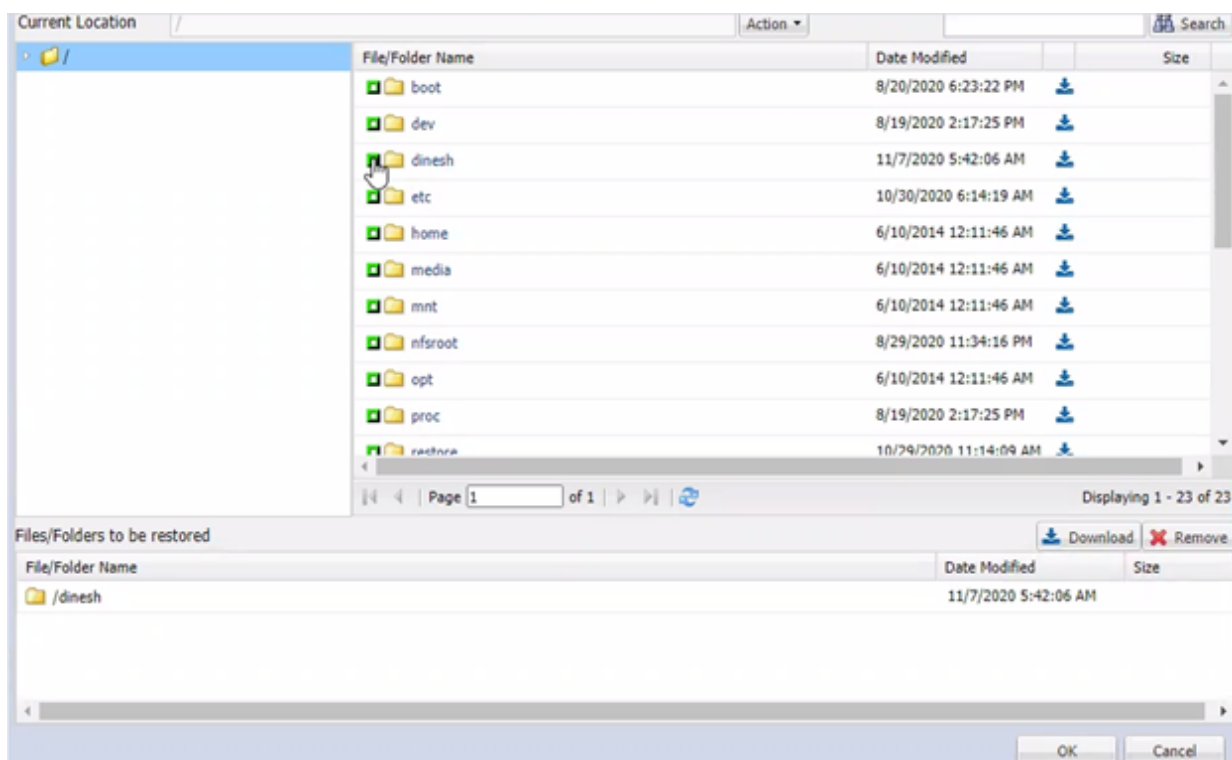 Current Location / Action Search
/ File/Folder Name Date Modified Size
boot 8/20/2020 6:23:22 PM
dev 8/19/2020 2:17:25 PM
dinesh 11/7/2020 5:42:06 AM
etc 10/30/2020 6:14:19 AM
home 6/10/2014 12:11:46 AM
media 6/10/2014 12:11:46 AM
mnt 6/10/2014 12:11:46 AM
nfsroot 8/29/2020 11:34:16 PM
opt 6/10/2014 12:11:46 AM
proc 8/19/2020 2:17:25 PM
restore 10/29/2020 11:14:09 AM
Page 1 of 1 Displaying 1 - 23 of 23
Files/Folders to be restored Download Remove
File/Folder Name Date Modified Size
/dinesh 11/7/2020 5:42:06 AM
OK Cancel